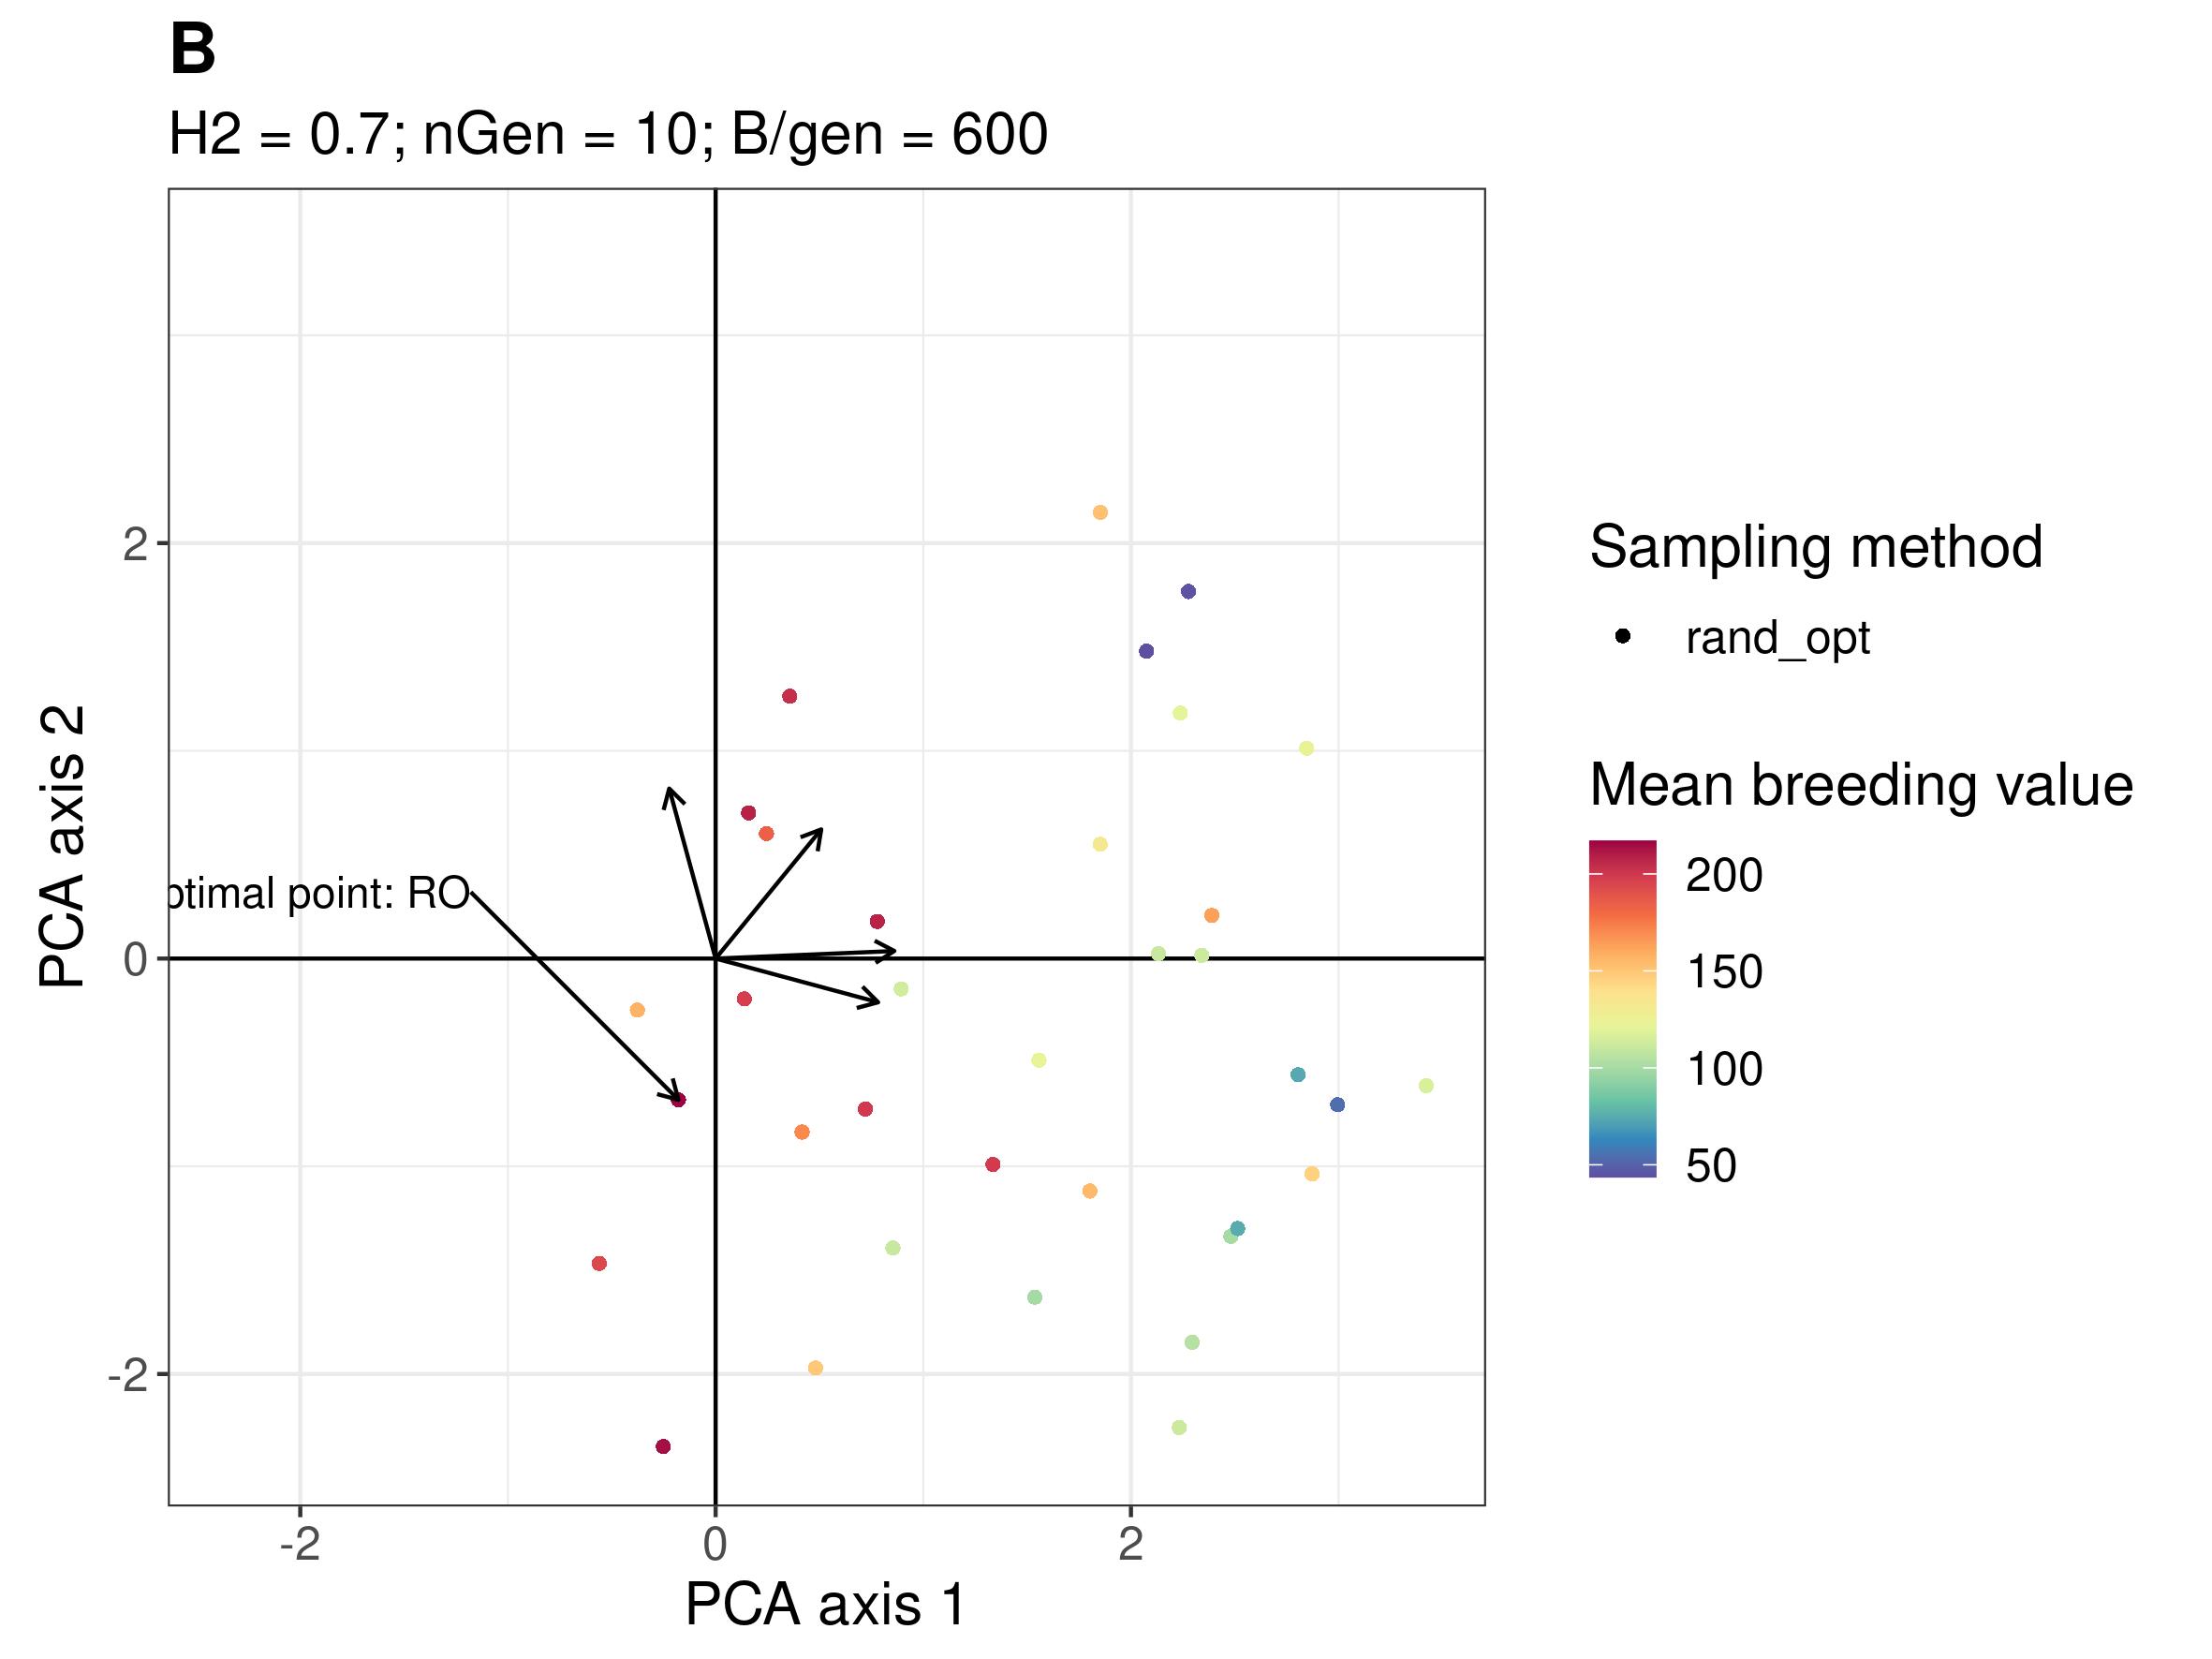 B
H2 = 0.7; nGen = 10; B/gen = 600
PCA axis 2
2
0
-2
ptimal point: RO
-2
0
2
PCA axis 1
Sampling method
rand_opt
Mean breeding value
200
150
100
50